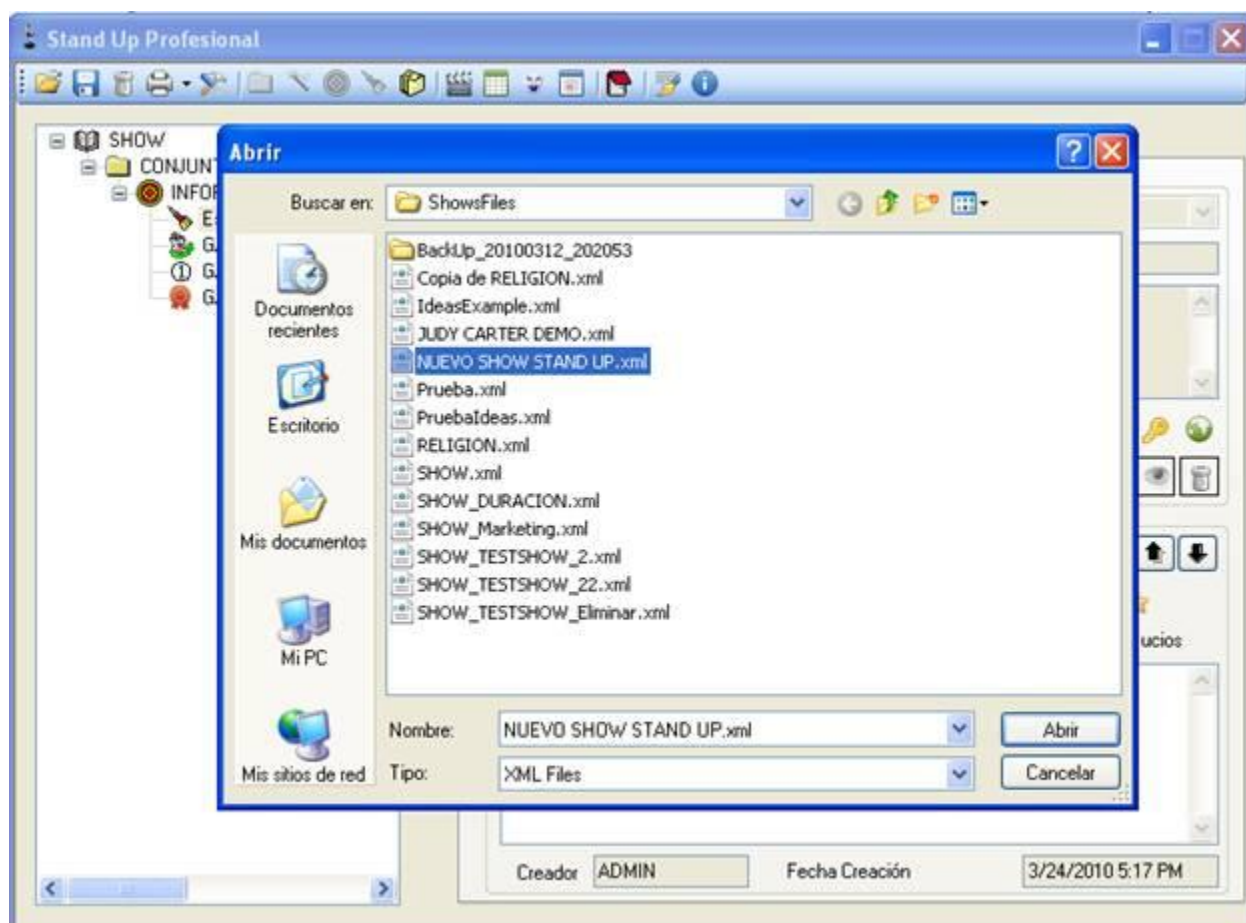 Stand Up Profesional
SHOW
CONJUN
INFOR
E
G
G
G
Abrir
Buscar en:
ShowsFiles
Documentos recientes
Escritorio
Mis documentos
Mi PC
Mis sitios de red
BackUp_20100312_202053
Copia de RELIGION.xml
IdeasExample.xml
JUDY CARTER DEMO.xml
NUEVO SHOW STAND UP.xml
Prueba.xml
PruebaIdeas.xml
RELIGION.xml
SHOW.xml
SHOW_DURACION.xml
SHOW_Marketing.xml
SHOW_TESTSHOW_2.xml
SHOW_TESTSHOW_22.xml
SHOW_TESTSHOW_Eliminar.xml
Nombre: NUEVO SHOW STAND UP.xml Abrir
Tipo: XML Files Cancelar
ucios
Creador ADMIN Fecha Creación 3/24/2010 5:17 PM